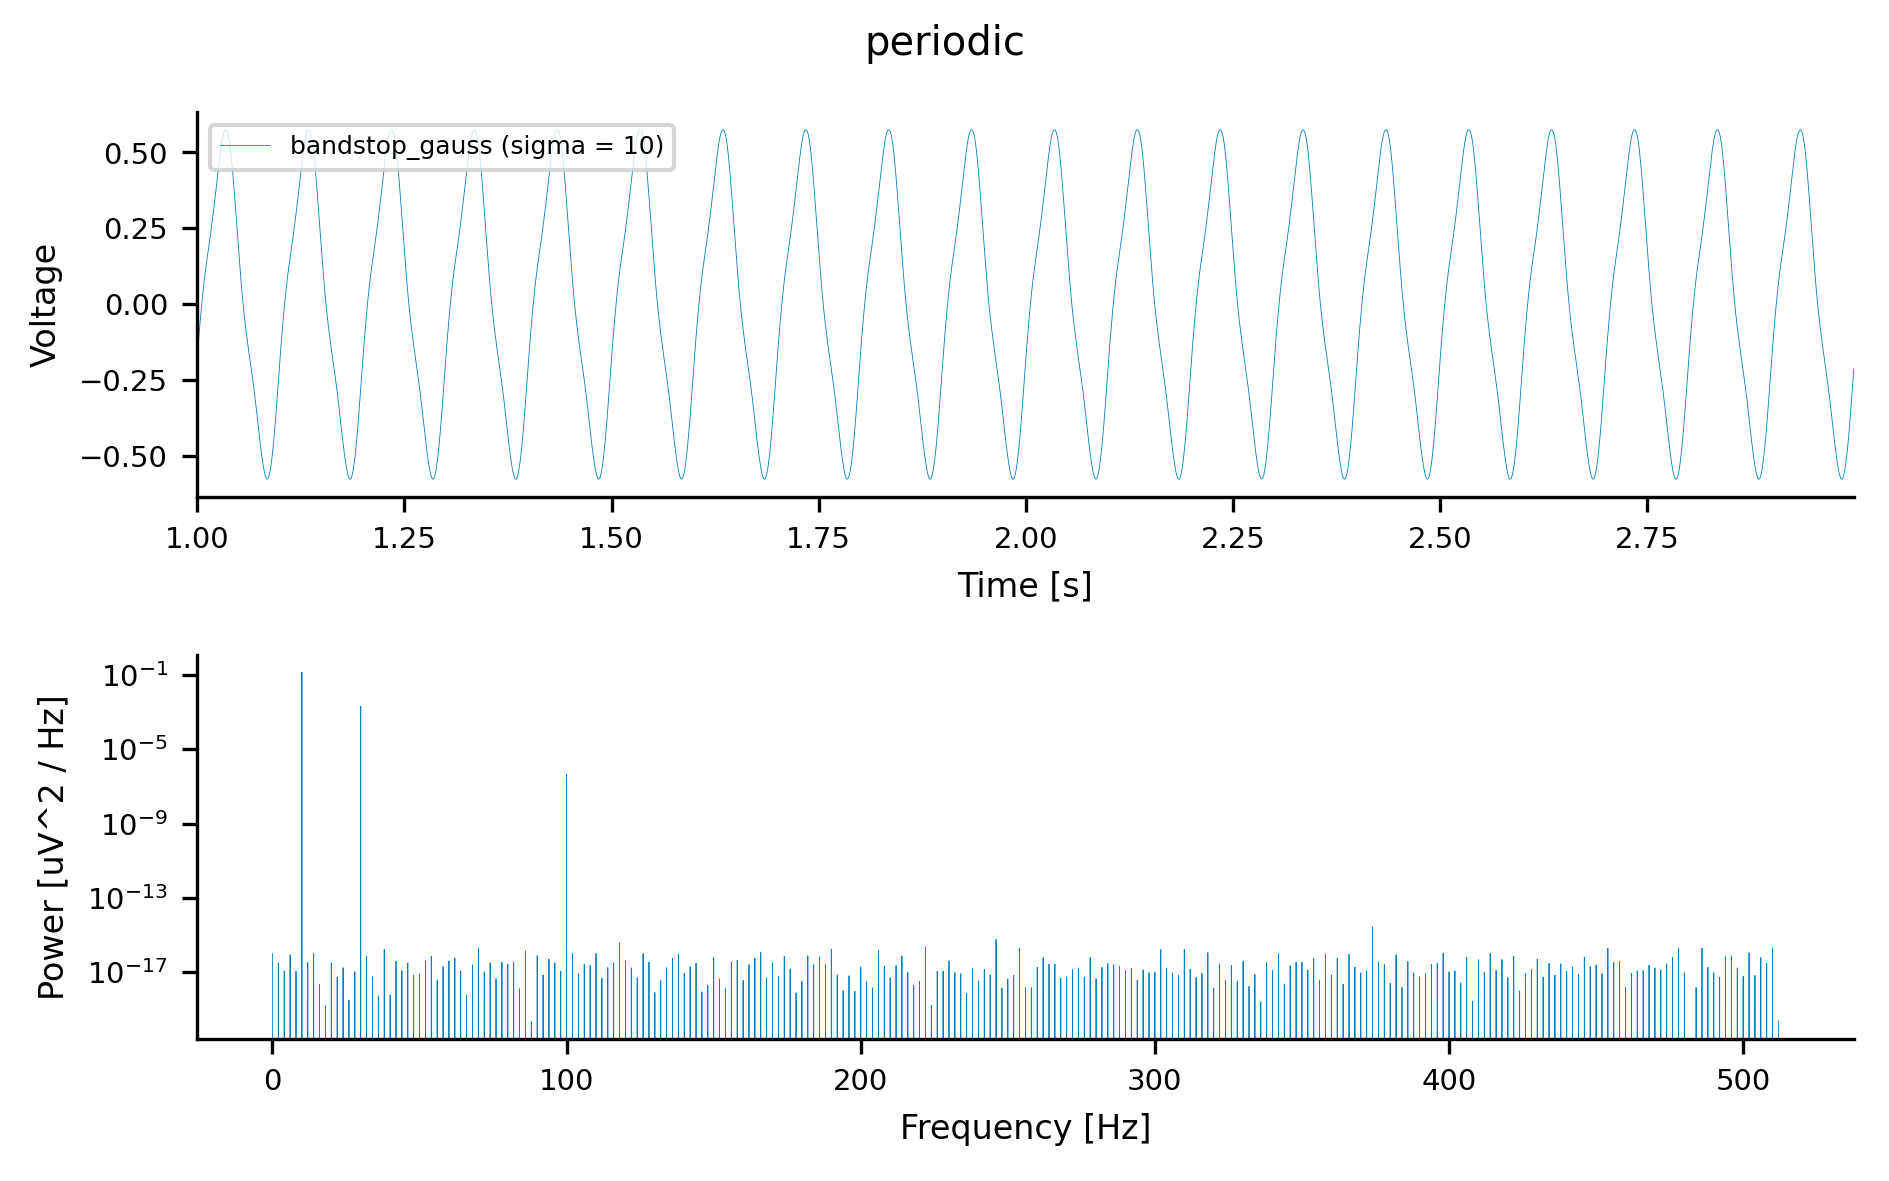 periodic
bandstop_gauss (sigma = 10)
0.50
0.25
0.00
−0.25
−0.50
Voltage
1.00 1.25 1.50 1.75 2.00 2.25 2.50 2.75
Time [s]
10⁻¹
10⁻⁵
10⁻⁹
10⁻¹³
10⁻¹⁷
Power [uV^2 / Hz]
0 100 200 300 400 500
Frequency [Hz]